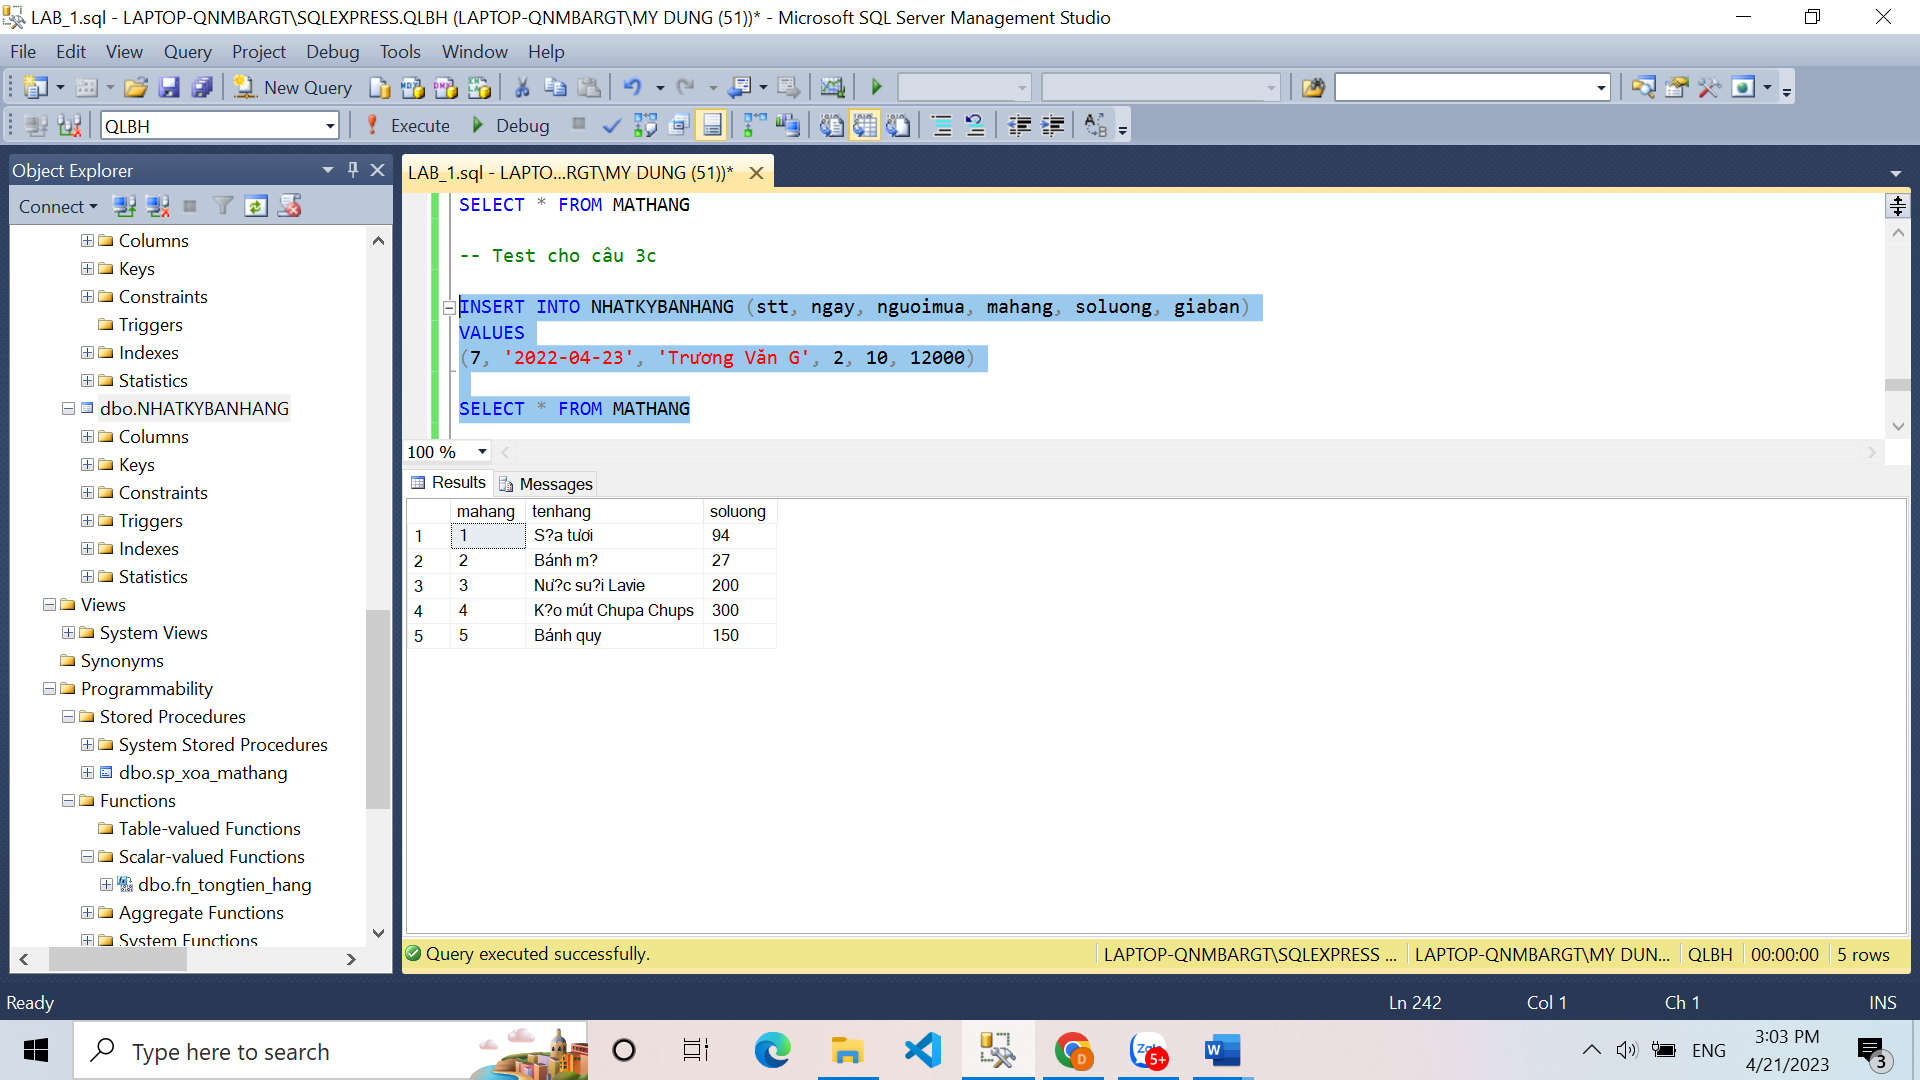 LAB_1.sql - LAPTOP-QNMBARGT\SQLEXPRESS.QLBH (LAPTOP-QNMBARGT\MY DUNG (51))* - Microsoft SQL Server Management Studio
File Edit View Query Project Debug Tools Window Help
New Query
QLBH Execute Debug
Object Explorer
Connect
Columns
Keys
Constraints
Triggers
Indexes
Statistics
dbo.NHATKYBANHANG
Columns
Keys
Constraints
Triggers
Indexes
Statistics
Views
System Views
Synonyms
Programmability
Stored Procedures
System Stored Procedures
dbo.sp_xoa_mathang
Functions
Table-valued Functions
Scalar-valued Functions
dbo.fn_tongtien_hang
Aggregate Functions
System Functions
LAB_1.sql - LAPTO...RGT\MY DUNG (51))*
SELECT * FROM MATHANG
-- Test cho câu 3c
INSERT INTO NHATKYBANHANG (stt, ngay, nguoimua, mahang, soluong, giaban)
VALUES
(7, '2022-04-23', 'Trương Văn G', 2, 10, 12000)
SELECT * FROM MATHANG
100 %
Results Messages
mahang tenhang soluong
1 1 S?a tươi 94
2 2 Bánh m? 27
3 3 Nư?c su?i Lavie 200
4 4 K?o mút Chupa Chups 300
5 5 Bánh quy 150
Query executed successfully. LAPTOP-QNMBARGT\SQLEXPRESS ... LAPTOP-QNMBARGT\MY DUN... QLBH 00:00:00 5 rows
Ready Ln 242 Col 1 Ch 1 INS
Type here to search
Zalo 5+
D
W
ENG
3:03 PM
4/21/2023
3